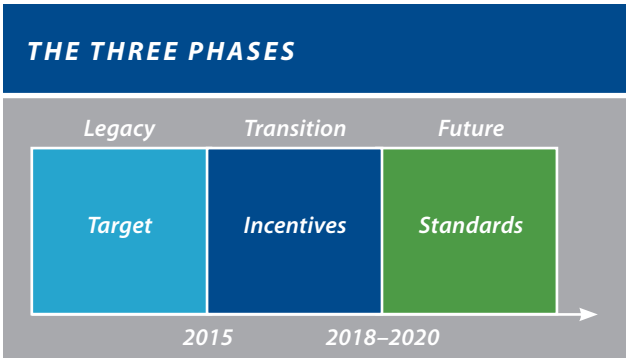 THE THREE PHASES
Legacy Transition Future
Target Incentives Standards
2015 2018–2020